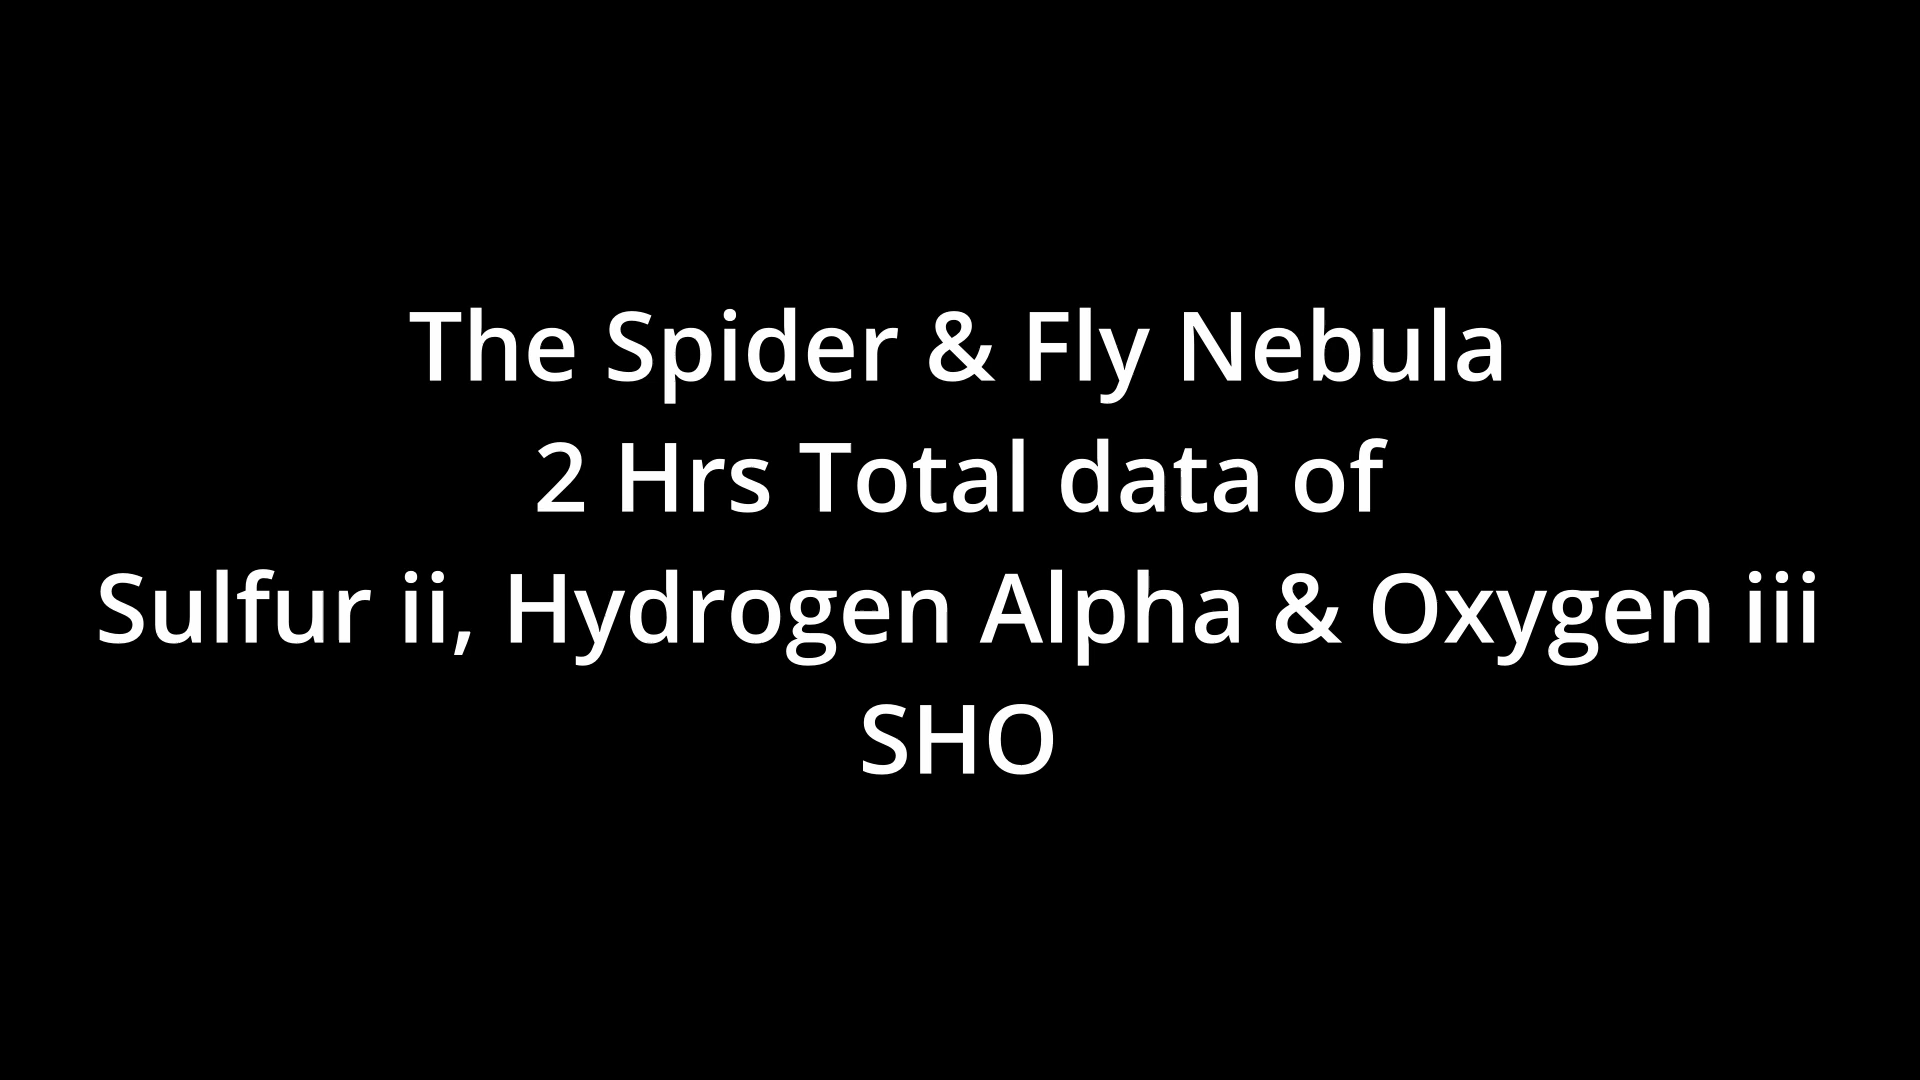 The Spider & Fly Nebula
2 Hrs Total data of
Sulfur ii, Hydrogen Alpha & Oxygen iii
SHO